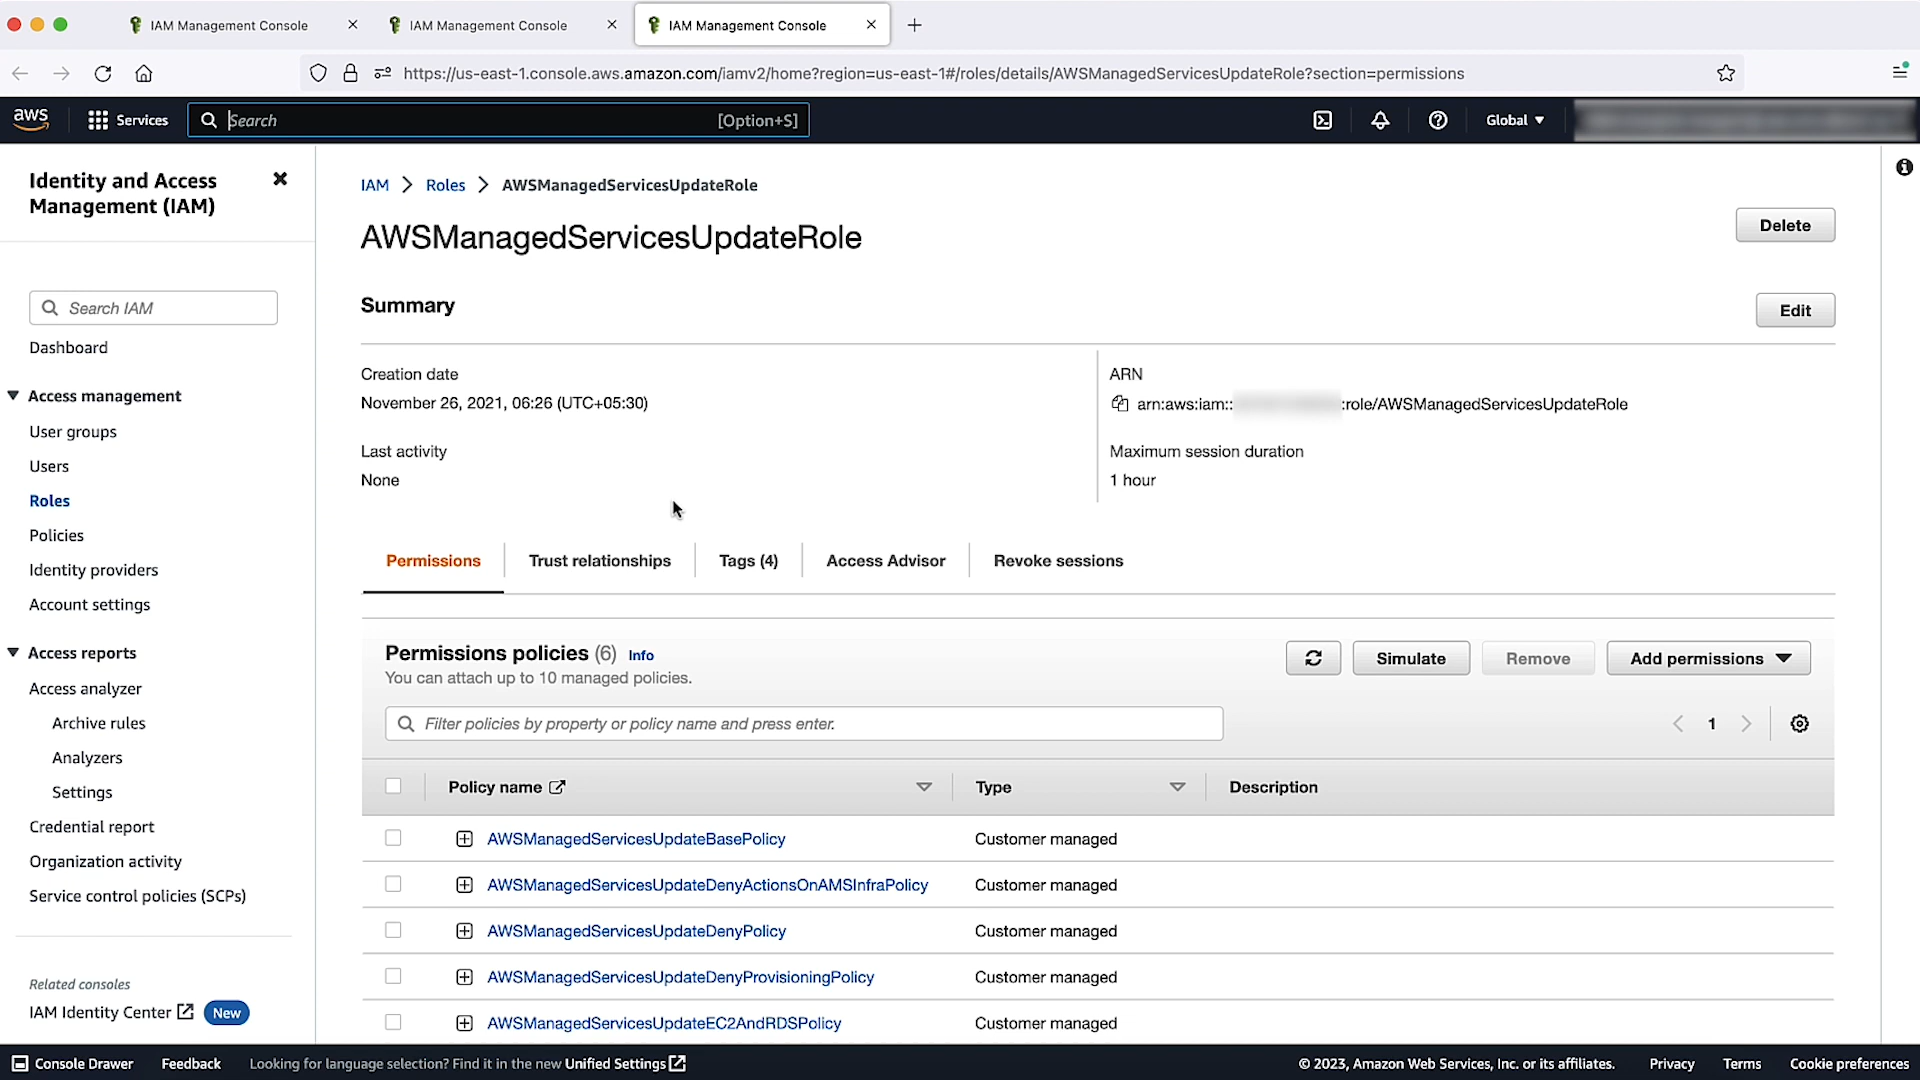 IAM Management Console
IAM Management Console
IAM Management Console
https://us-east-1.console.aws.amazon.com/iamv2/home?region=us-east-1#/roles/details/AWSManagedServicesUpdateRole?section=permissions
aws
Services
Search
[Option+S]
Global
Identity and Access
Management (IAM)
Search IAM
Dashboard
Access management
User groups
Users
Roles
Policies
Identity providers
Account settings
Access reports
Access analyzer
Archive rules
Analyzers
Settings
Credential report
Organization activity
Service control policies (SCPs)
Related consoles
IAM Identity Center
New
IAM > Roles > AWSManagedServicesUpdateRole
AWSManagedServicesUpdateRole
Delete
Summary
Edit
Creation date
November 26, 2021, 06:26 (UTC+05:30)
Last activity
None
ARN
arn:aws:iam:: :role/AWSManagedServicesUpdateRole
Maximum session duration
1 hour
Permissions
Trust relationships
Tags (4)
Access Advisor
Revoke sessions
Permissions policies (6) Info
You can attach up to 10 managed policies.
Simulate
Remove
Add permissions
Filter policies by property or policy name and press enter.
1
Policy name
Type
Description
AWSManagedServicesUpdateBasePolicy Customer managed
AWSManagedServicesUpdateDenyActionsOnAMSInfraPolicy Customer managed
AWSManagedServicesUpdateDenyPolicy Customer managed
AWSManagedServicesUpdateDenyProvisioningPolicy Customer managed
AWSManagedServicesUpdateEC2AndRDSPolicy Customer managed
Console Drawer
Feedback
Looking for language selection? Find it in the new Unified Settings
© 2023, Amazon Web Services, Inc. or its affiliates.
Privacy
Terms
Cookie preferences